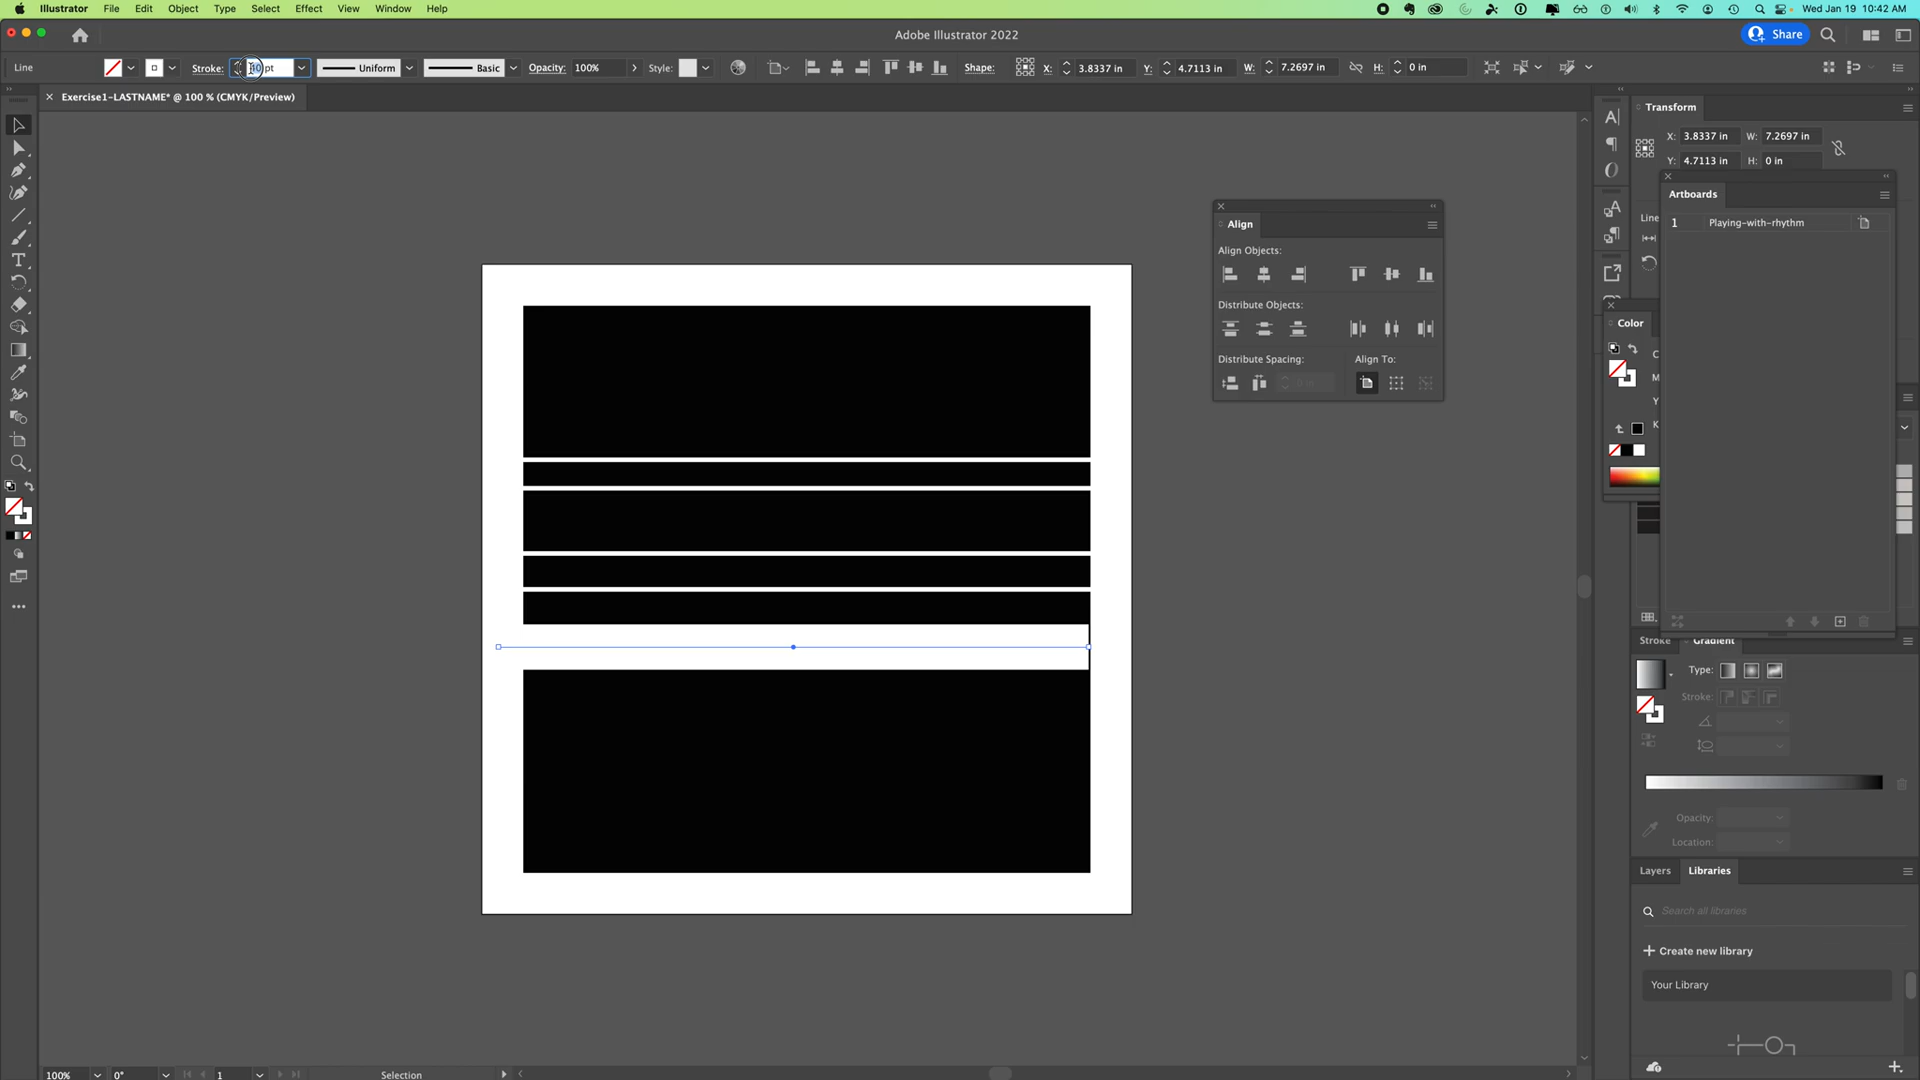 Illustrator File Edit Object Type Select Effect View Window Help Wed Jan 19 10:42 AM
Adobe Illustrator 2022 Share
Line Stroke: pt Uniform Basic Opacity: 100% Style: Shape: X: 3.8337 in Y: 4.7113 in W: 7.2697 in H: 0 in
Exercise1-LASTNAME* @ 100 % (CMYK/Preview)
Transform
X: 3.8337 in W: 7.2697 in
Y: 4.7113 in H: 0 in
Artboards
1 Playing-with-rhythm
Line
Align
Align Objects:
Distribute Objects:
Distribute Spacing: Align To:
0 in
Color
C
M
Y
K
Stroke Gradient
Type:
Stroke:
Opacity:
Location:
Layers Libraries
Search all libraries
Create new library
Your Library
100% 0° 1 Selection